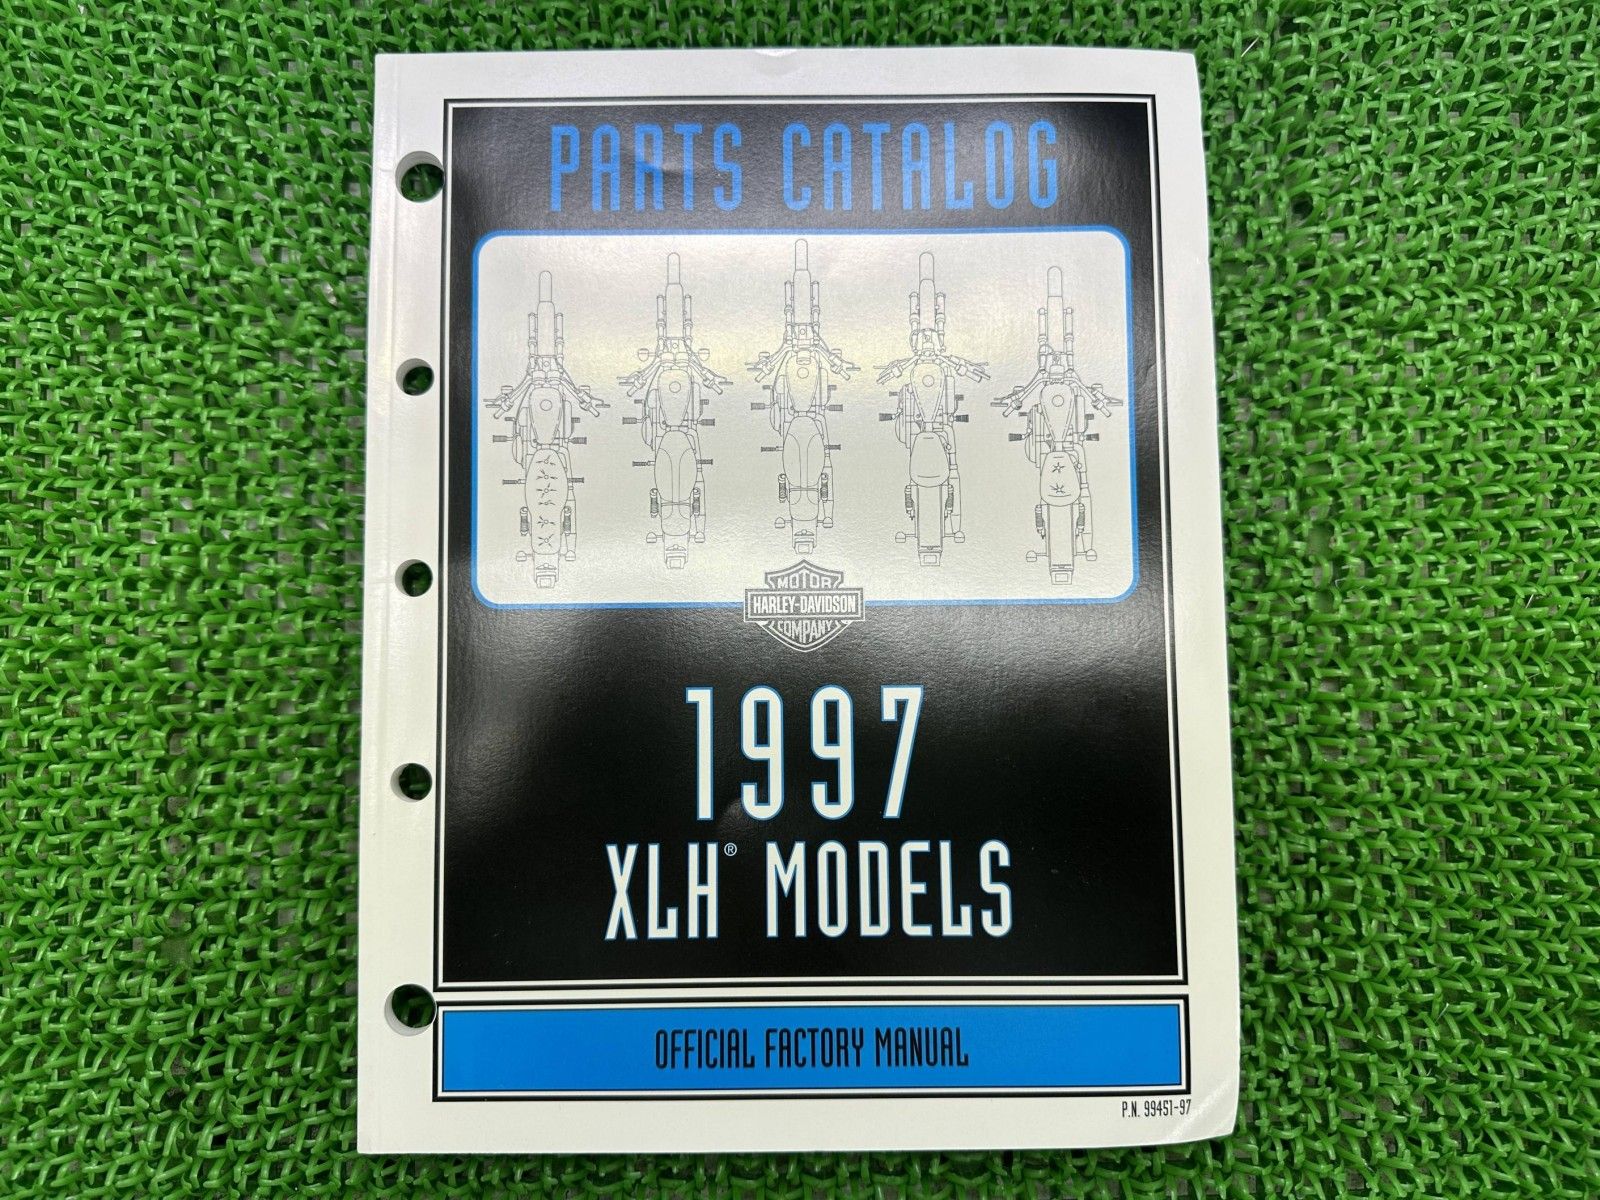 PARTS CATALOG
MOTOR
HARLEY-DAVIDSON
COMPANY
1997
XLH® MODELS
OFFICIAL FACTORY MANUAL
P.N. 99451-97